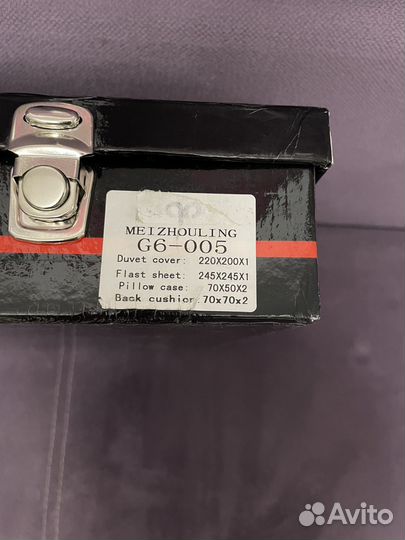 MEIZHOULING
G6-005
Duvet cover: 220X200X1
Flast sheet: 245X245X1
Pillow case: 70X50X2
Back cushion: 70x70x2
Avito